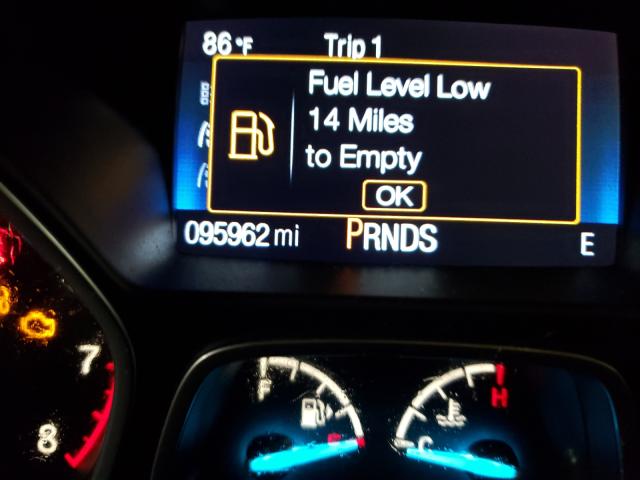 86°F Trip 1
Fuel Level Low
14 Miles
to Empty
OK
095962 mi PRNDS E
7
8
F
E
H
C